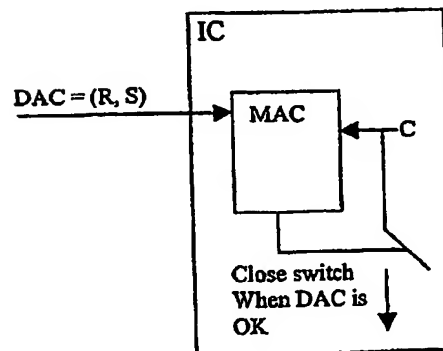 IC
DAC = (R, S)
MAC
C
Close switch
When DAC is
OK